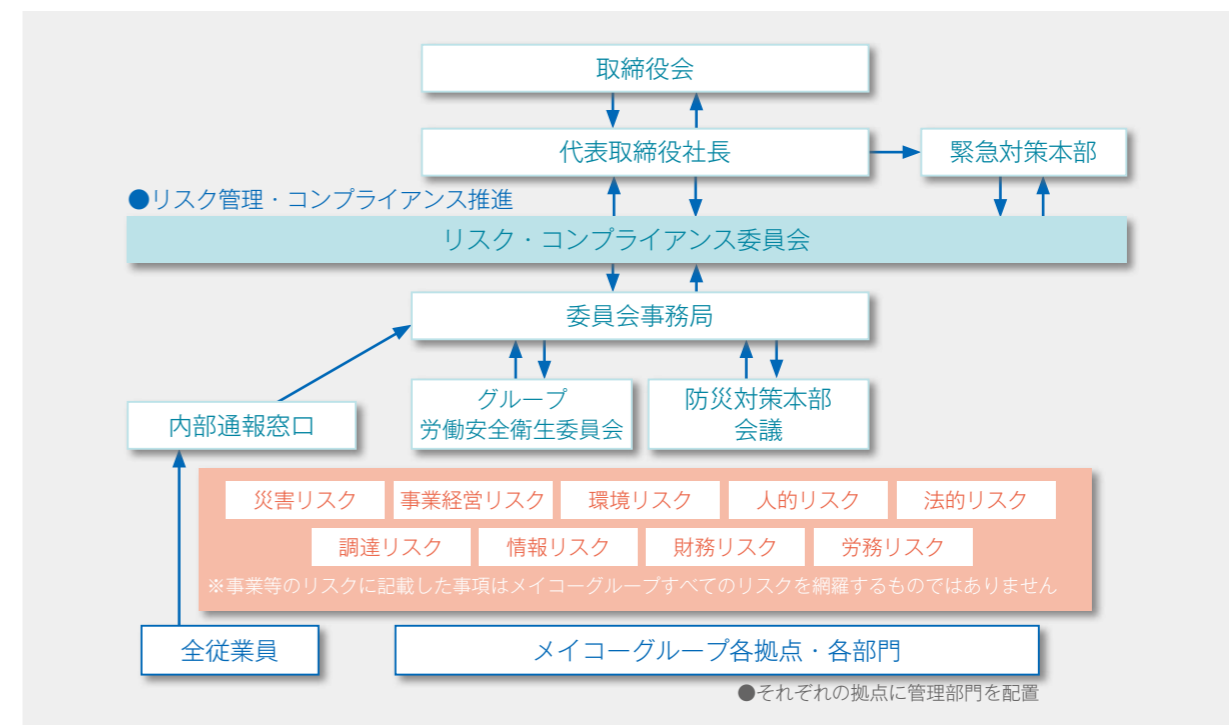 取締役会
代表取締役社長
緊急対策本部
●リスク管理・コンプライアンス推進
リスク・コンプライアンス委員会
委員会事務局
グループ
労働安全衛生委員会
防災対策本部
会議
内部通報窓口
災害リスク
事業経営リスク
環境リスク
人的リスク
法的リスク
調達リスク
情報リスク
財務リスク
労務リスク
※事業等のリスクに記載した事項はメイコーグループすべてのリスクを網羅するものではありません
全従業員
メイコーグループ各拠点・各部門
●それぞれの拠点に管理部門を配置